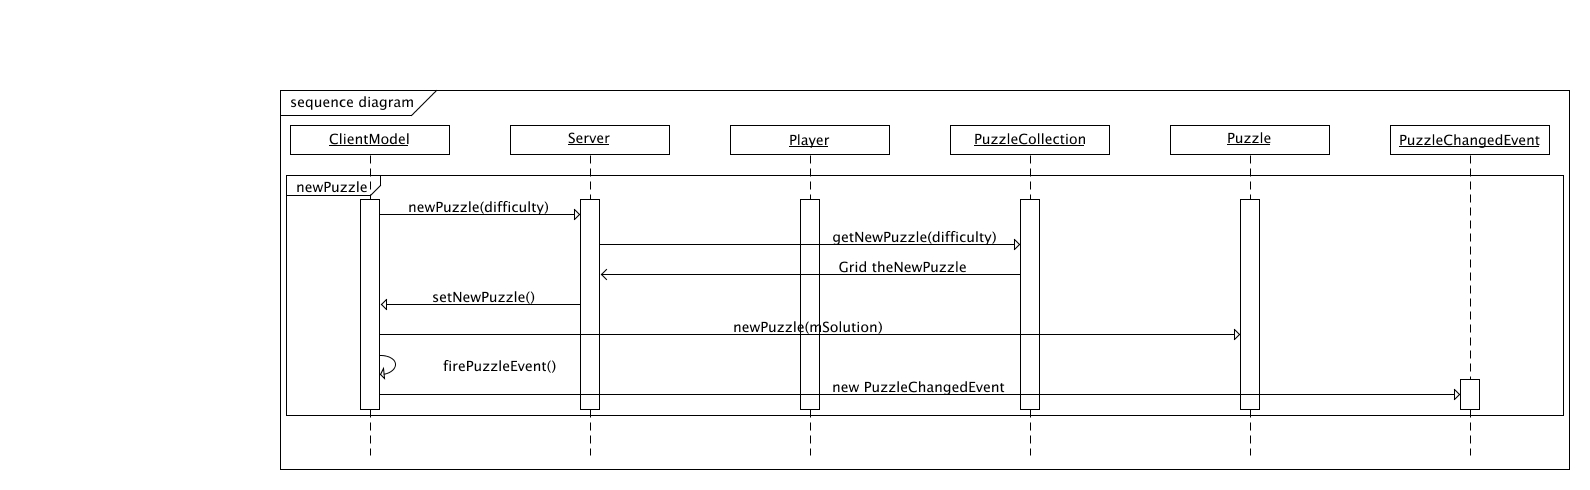 sequence diagram
ClientModel
Server
Player
PuzzleCollection
Puzzle
PuzzleChangedEvent
newPuzzle
newPuzzle(difficulty)
getNewPuzzle(difficulty)
Grid theNewPuzzle
setNewPuzzle()
newPuzzle(mSolution)
firePuzzleEvent()
new PuzzleChangedEvent